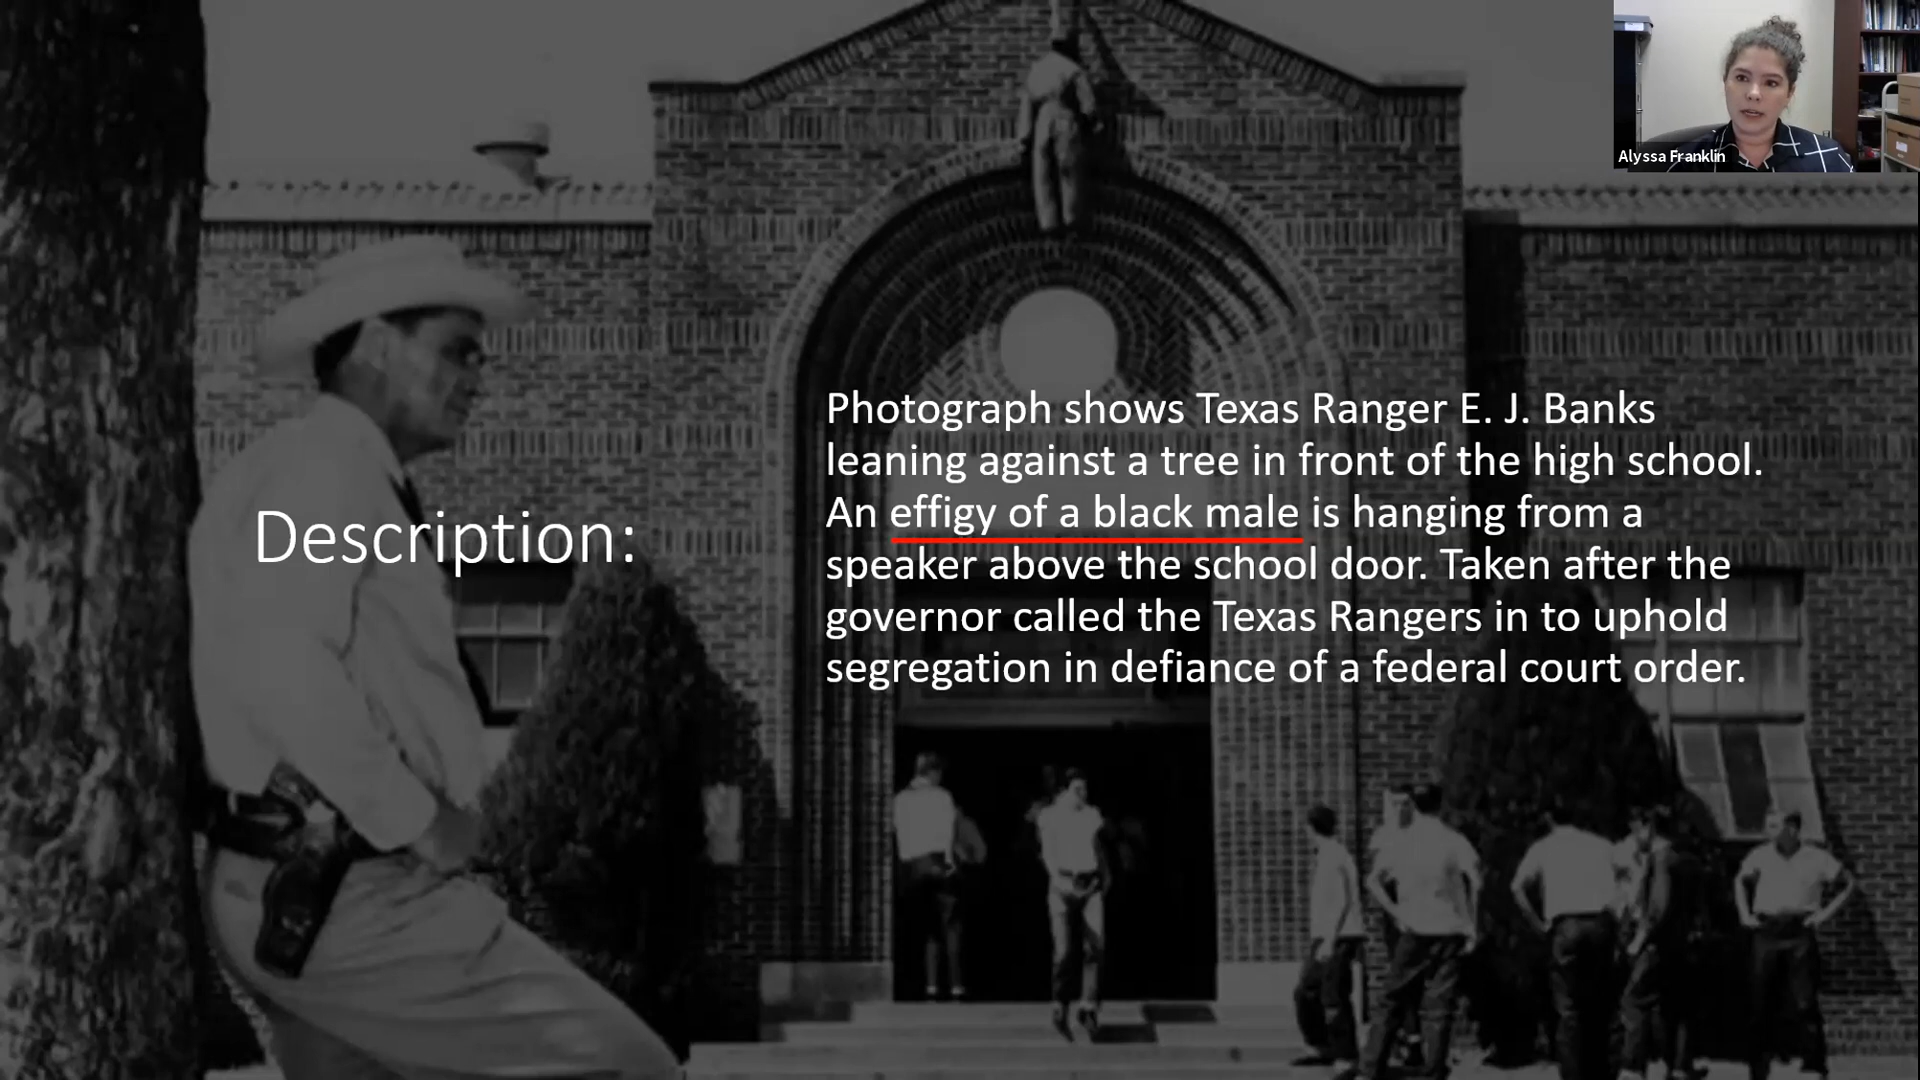 Alyssa Franklin
Description:
Photograph shows Texas Ranger E. J. Banks
leaning against a tree in front of the high school.
An effigy of a black male is hanging from a
speaker above the school door. Taken after the
governor called the Texas Rangers in to uphold
segregation in defiance of a federal court order.